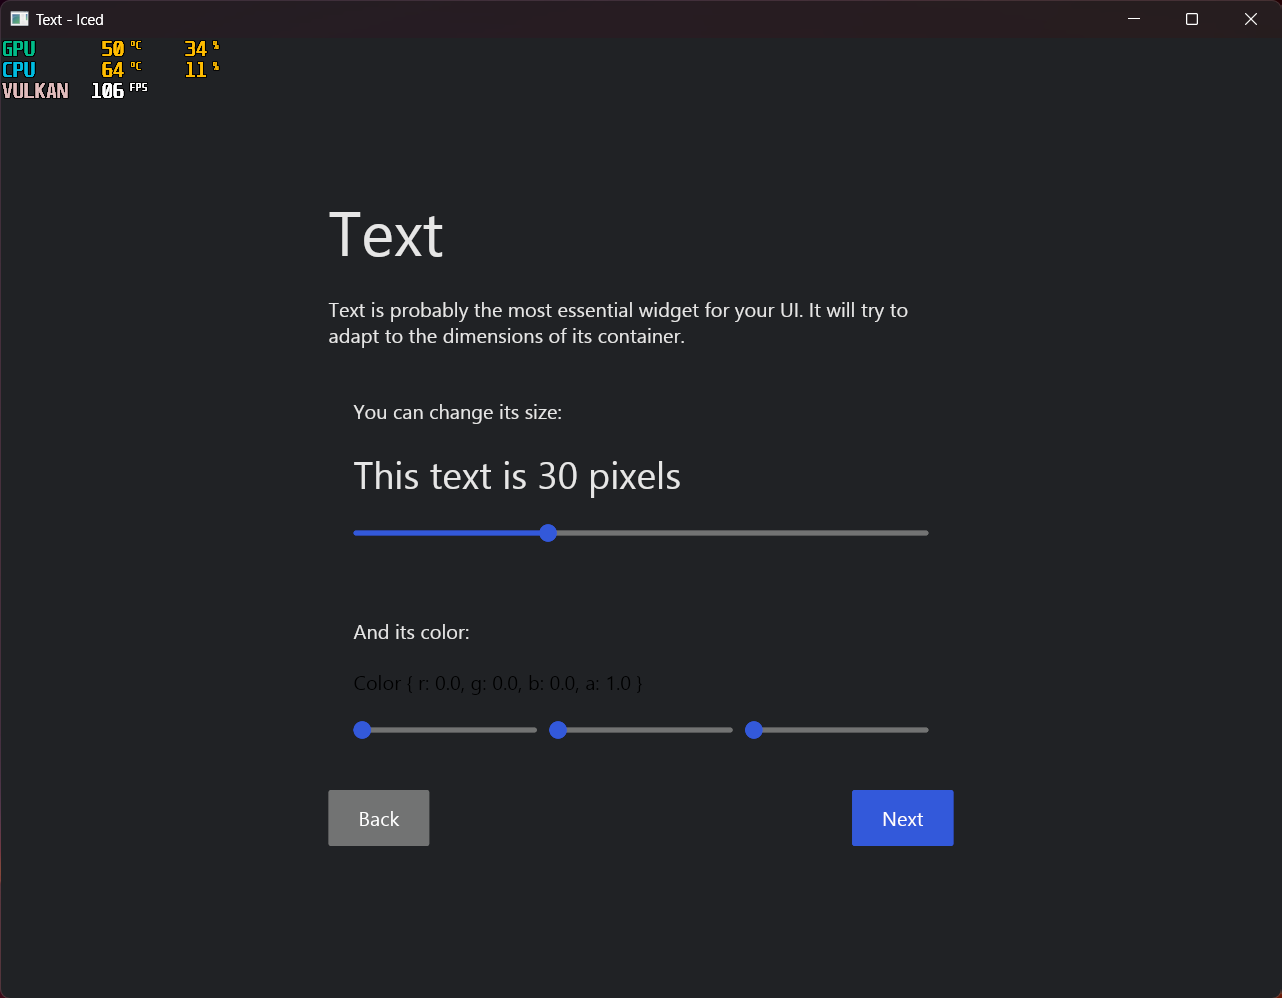 Text - Iced
GPU 50 °C 34 %
CPU 64 °C 11 %
VULKAN 106 FPS
Text
Text is probably the most essential widget for your UI. It will try to
adapt to the dimensions of its container.
You can change its size:
This text is 30 pixels
And its color:
Color { r: 0.0, g: 0.0, b: 0.0, a: 1.0 }
Back Next